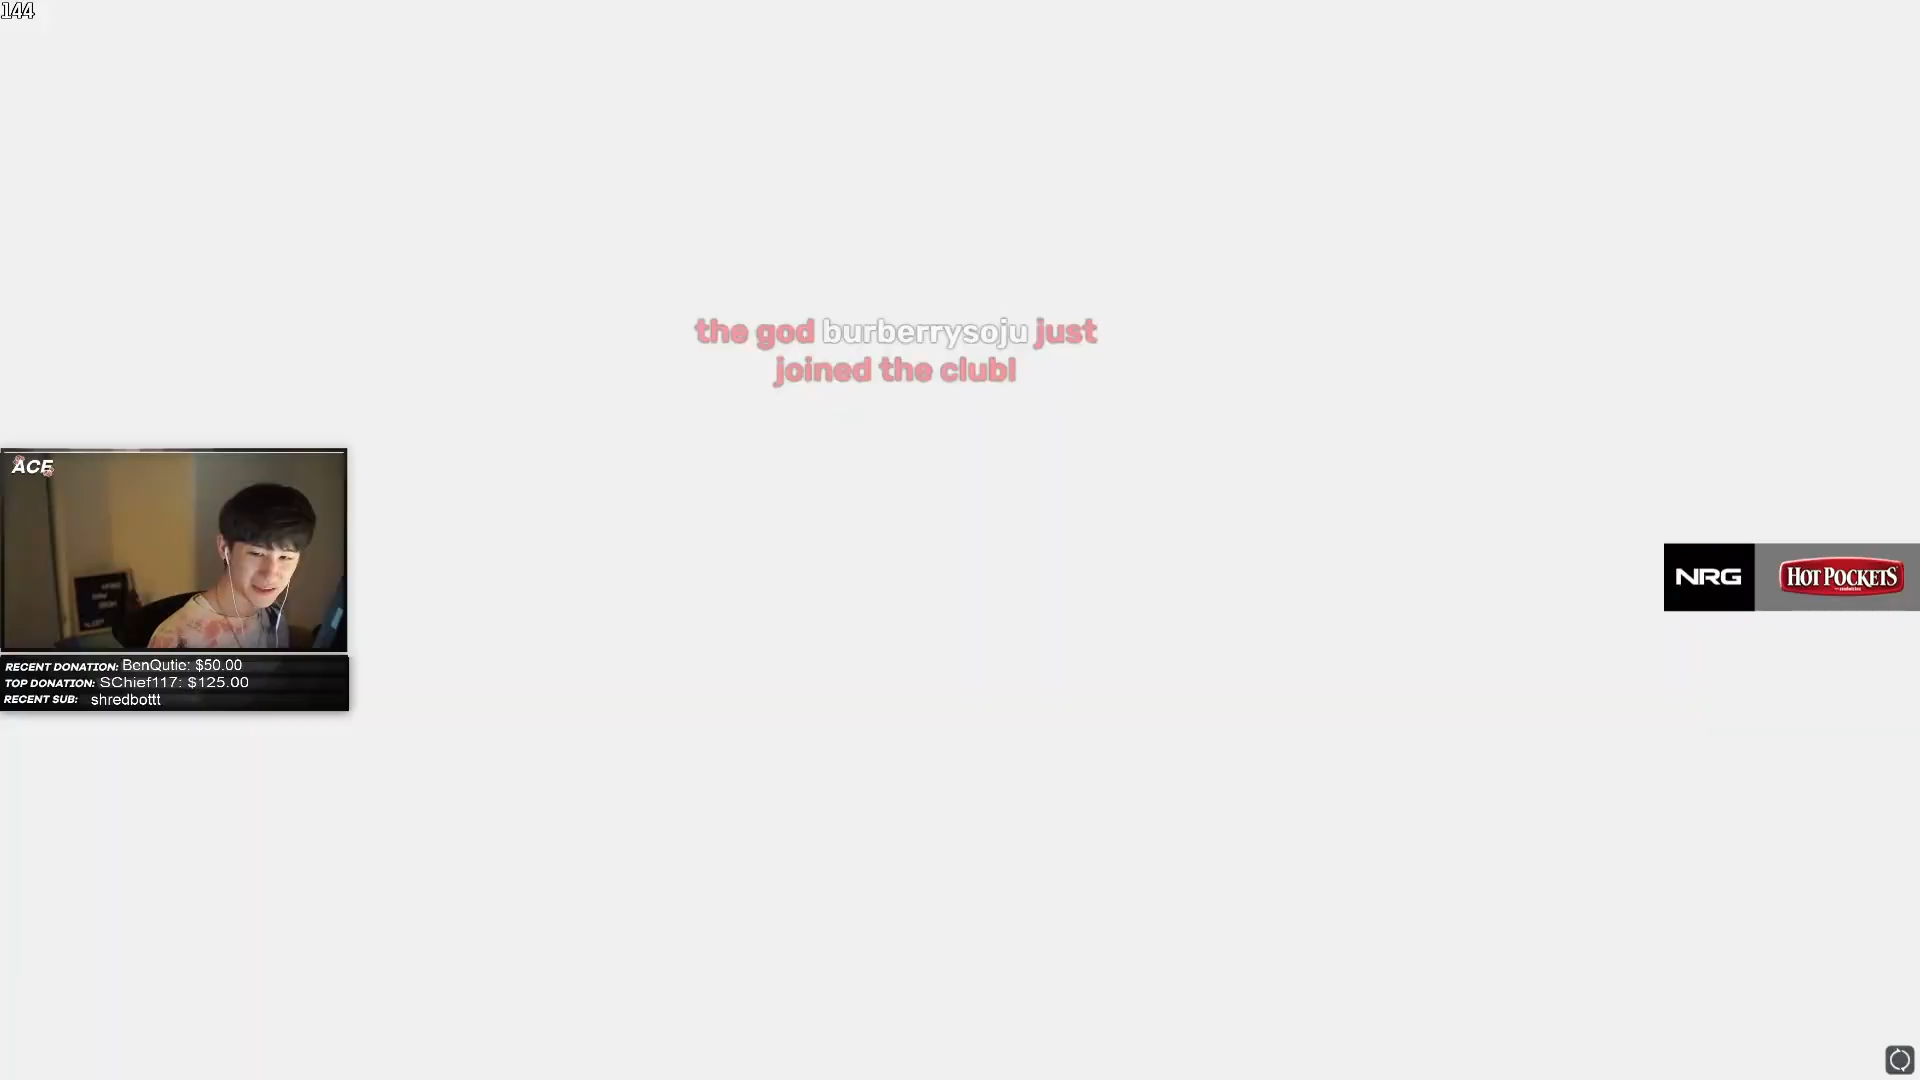 144
the god burberrysoju just
joined the club!
ACE
NRG
HOT POCKETS
RECENT DONATION: BenQutie: $50.00
TOP DONATION: SChief117: $125.00
RECENT SUB: shredbottt